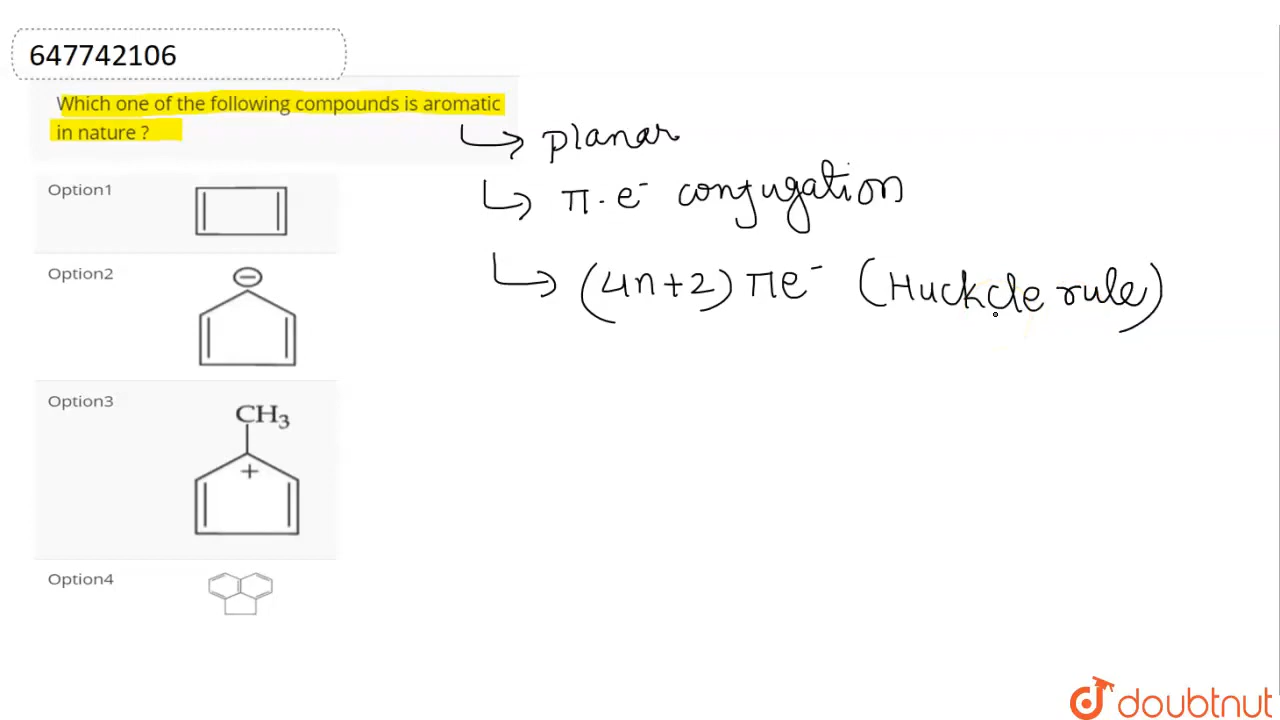 647742106
Which one of the following compounds is aromatic
in nature ?
planar
π.e⁻ conjugation
(4n+2) πe⁻ (Huckcle rule)
Option1
Option2
⊖
Option3
CH₃
+
Option4
doubtnut